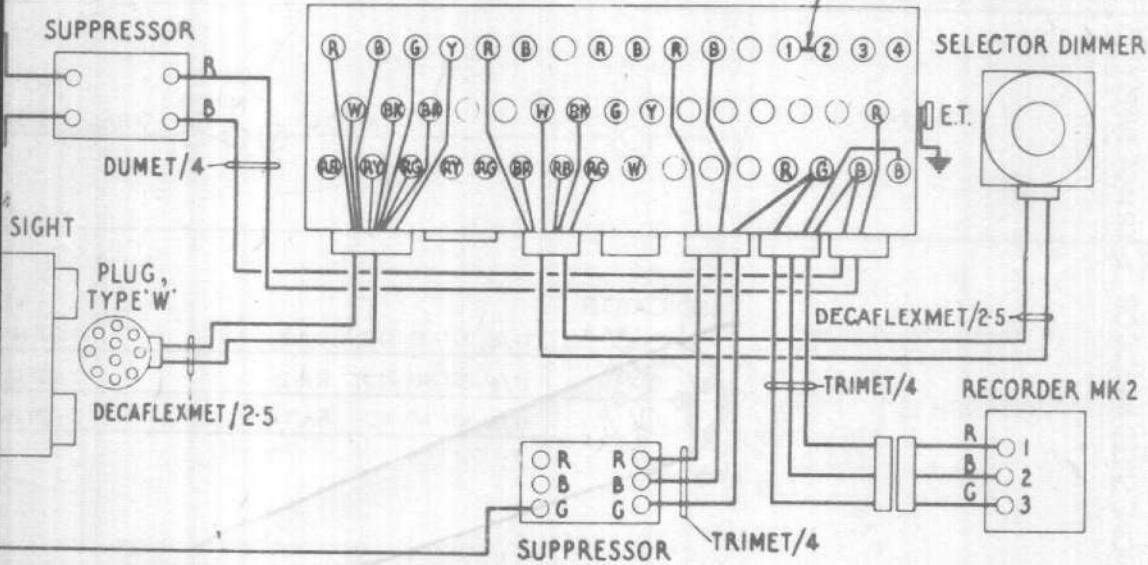 SUPPRESSOR
R
B
DUMET/4
SIGHT
PLUG,
TYPE 'W'
DECAFLEXMET/2·5
R B G Y R B R B R B 1 2 3 4
W BK BR W BK G Y R
RB RY RG RY RG BR RB RG W R G B B
E.T.
SELECTOR DIMMER
DECAFLEXMET/2·5
TRIMET/4
RECORDER MK 2
R 1
B 2
G 3
R R
B B
G G
SUPPRESSOR
TRIMET/4